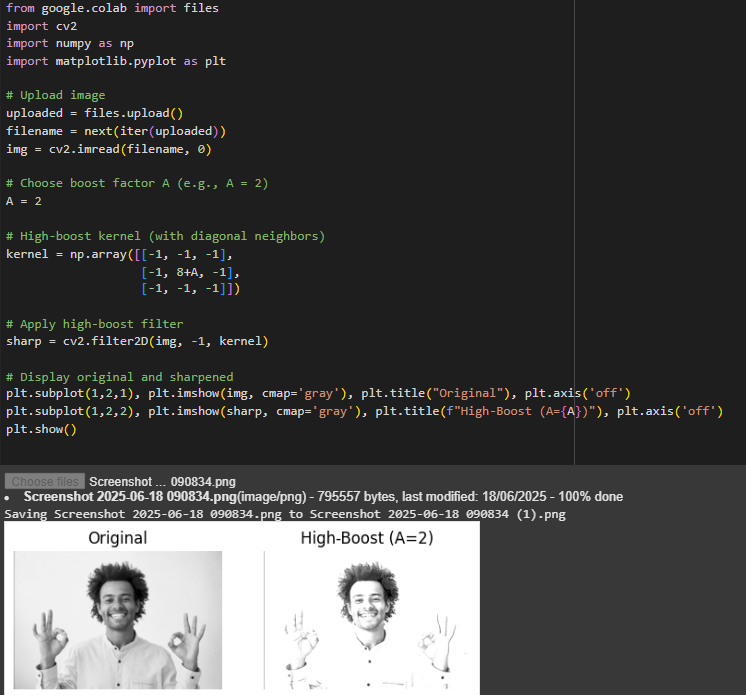 from google.colab import files
import cv2
import numpy as np
import matplotlib.pyplot as plt
# Upload image
uploaded = files.upload()
filename = next(iter(uploaded))
img = cv2.imread(filename, 0)
# Choose boost factor A (e.g., A = 2)
A = 2
# High-boost kernel (with diagonal neighbors)
kernel = np.array([[-1, -1, -1],
[-1, 8+A, -1],
[-1, -1, -1]])
# Apply high-boost filter
sharp = cv2.filter2D(img, -1, kernel)
# Display original and sharpened
plt.subplot(1,2,1), plt.imshow(img, cmap='gray'), plt.title("Original"), plt.axis('off')
plt.subplot(1,2,2), plt.imshow(sharp, cmap='gray'), plt.title(f"High-Boost (A={A})"), plt.axis('off')
plt.show()
Choose files Screenshot ... 090834.png
• Screenshot 2025-06-18 090834.png(image/png) - 795557 bytes, last modified: 18/06/2025 - 100% done
Saving Screenshot 2025-06-18 090834.png to Screenshot 2025-06-18 090834 (1).png
Original High-Boost (A=2)